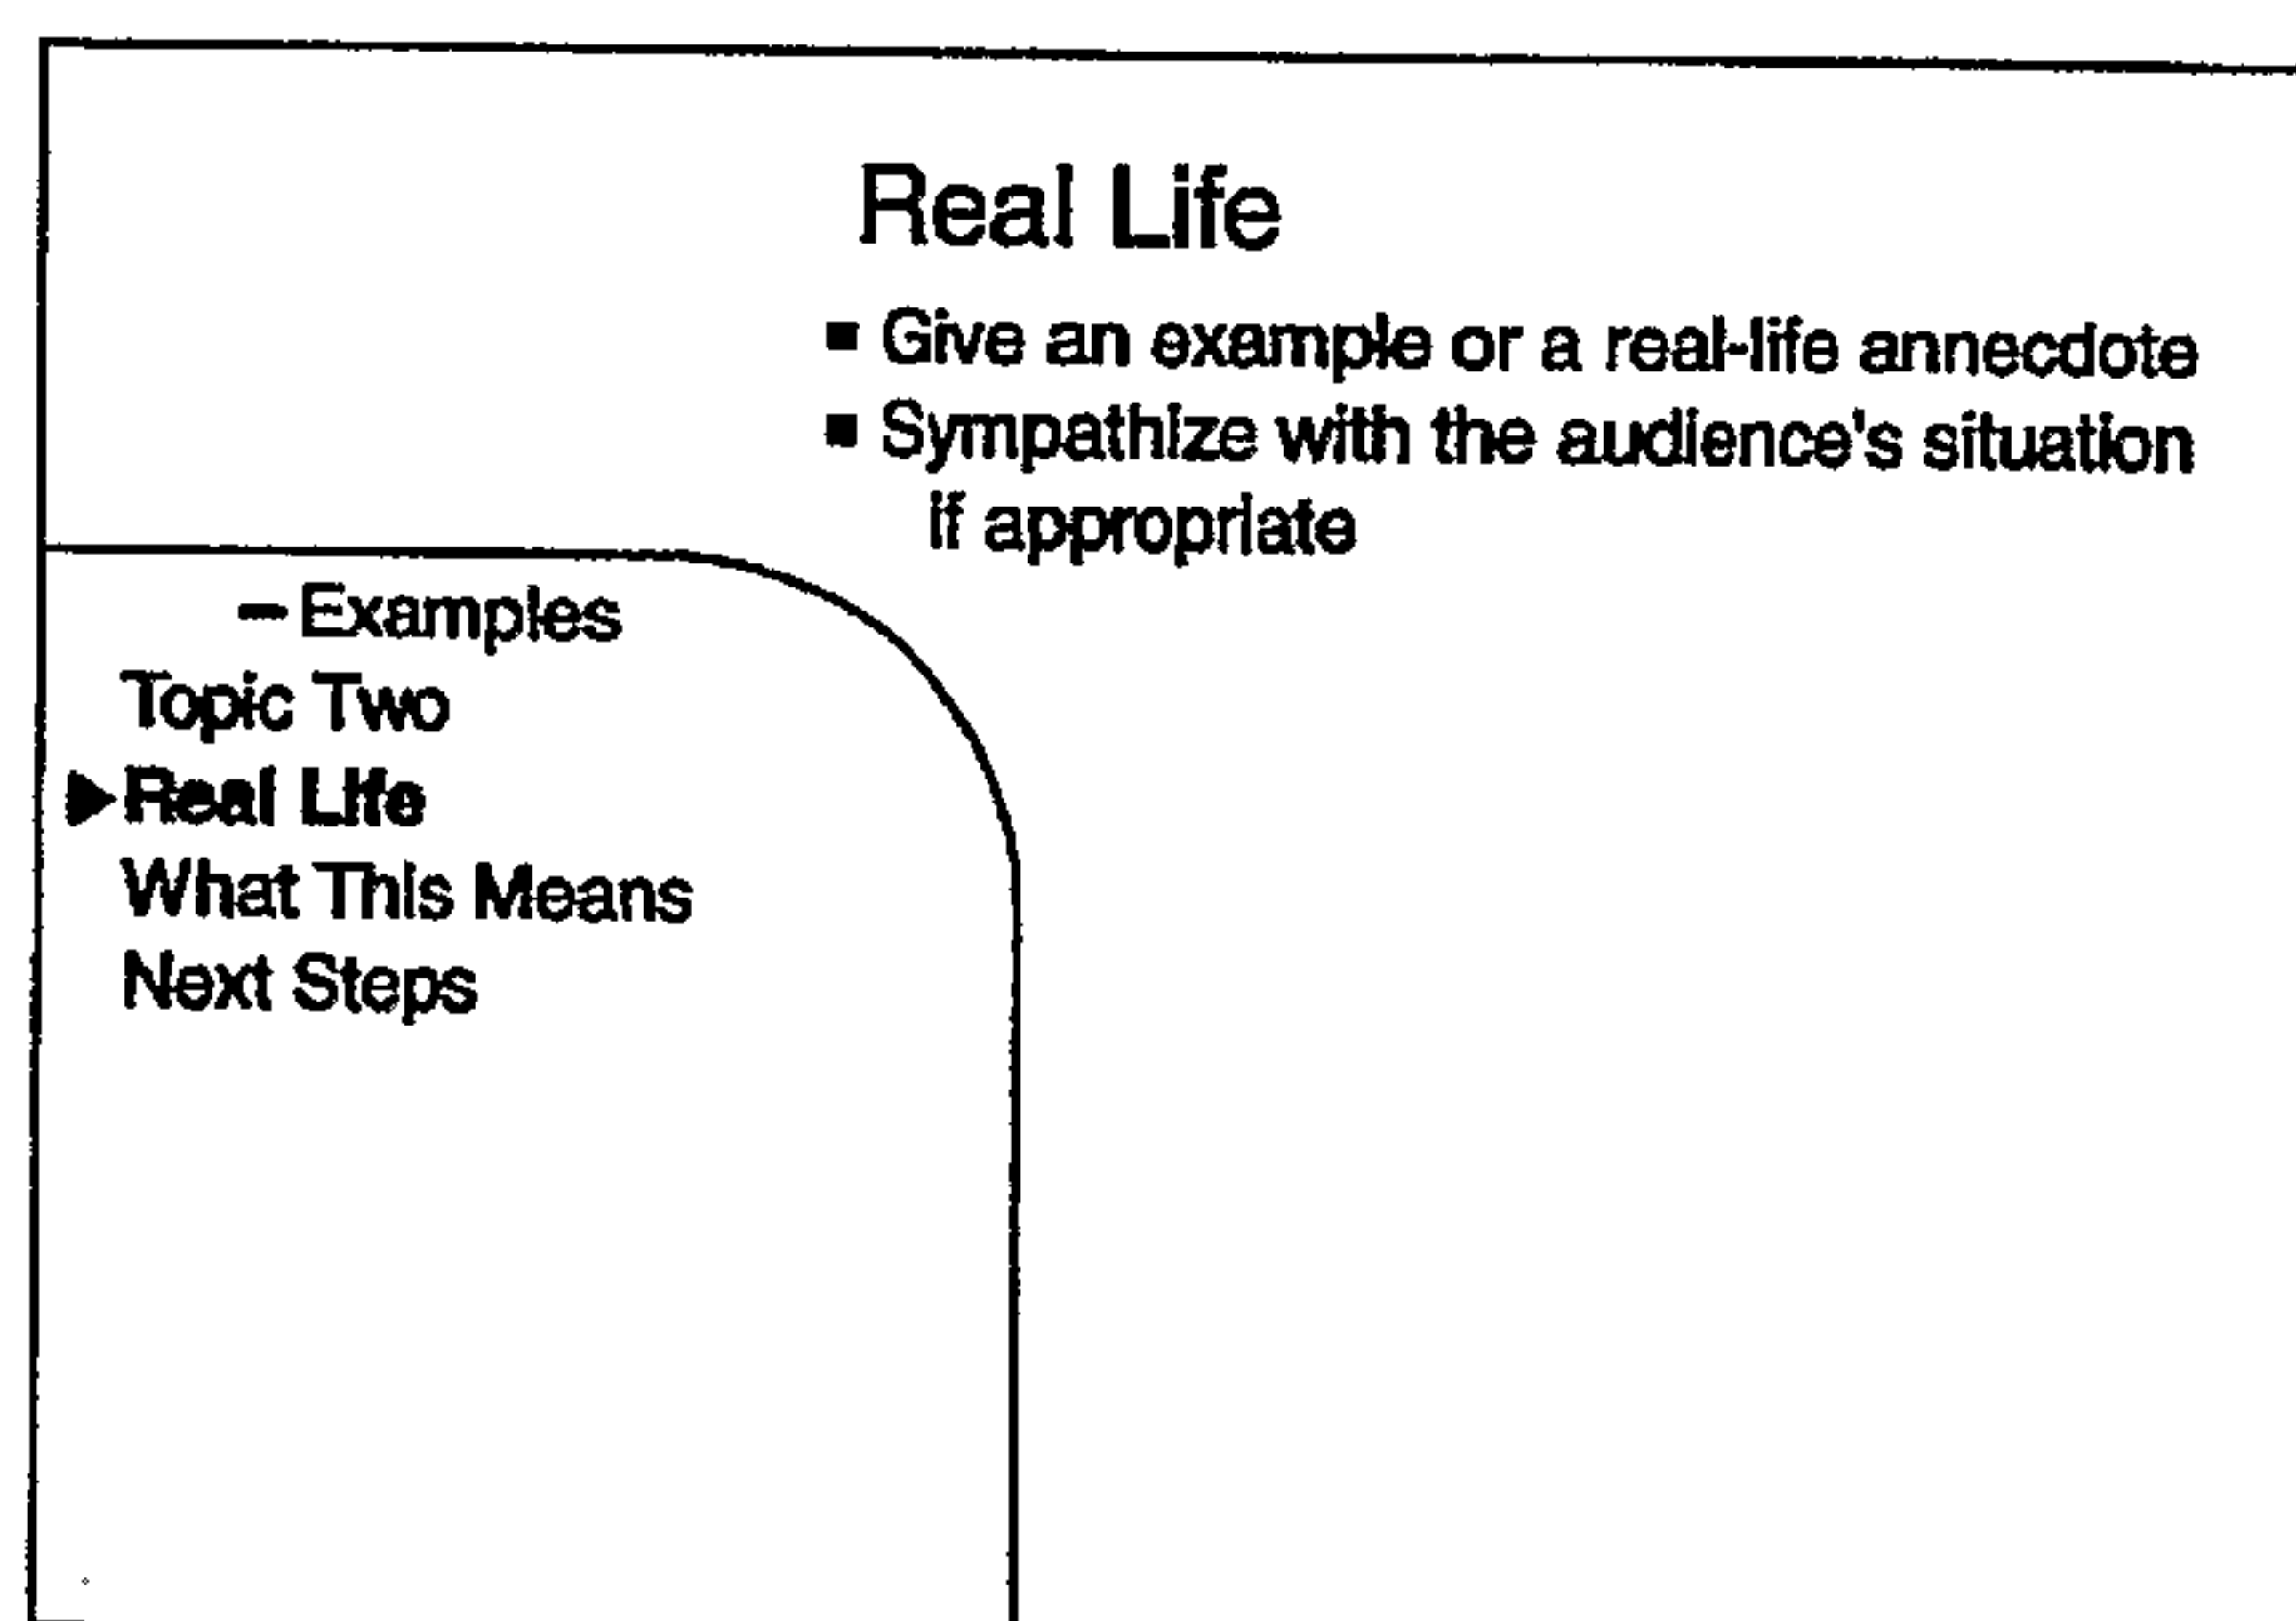 Real Life
■ Give an example or a real-life annecdote
■ Sympathize with the audience's situation
if appropriate
– Examples
Topic Two
▶Real Life
What This Means
Next Steps